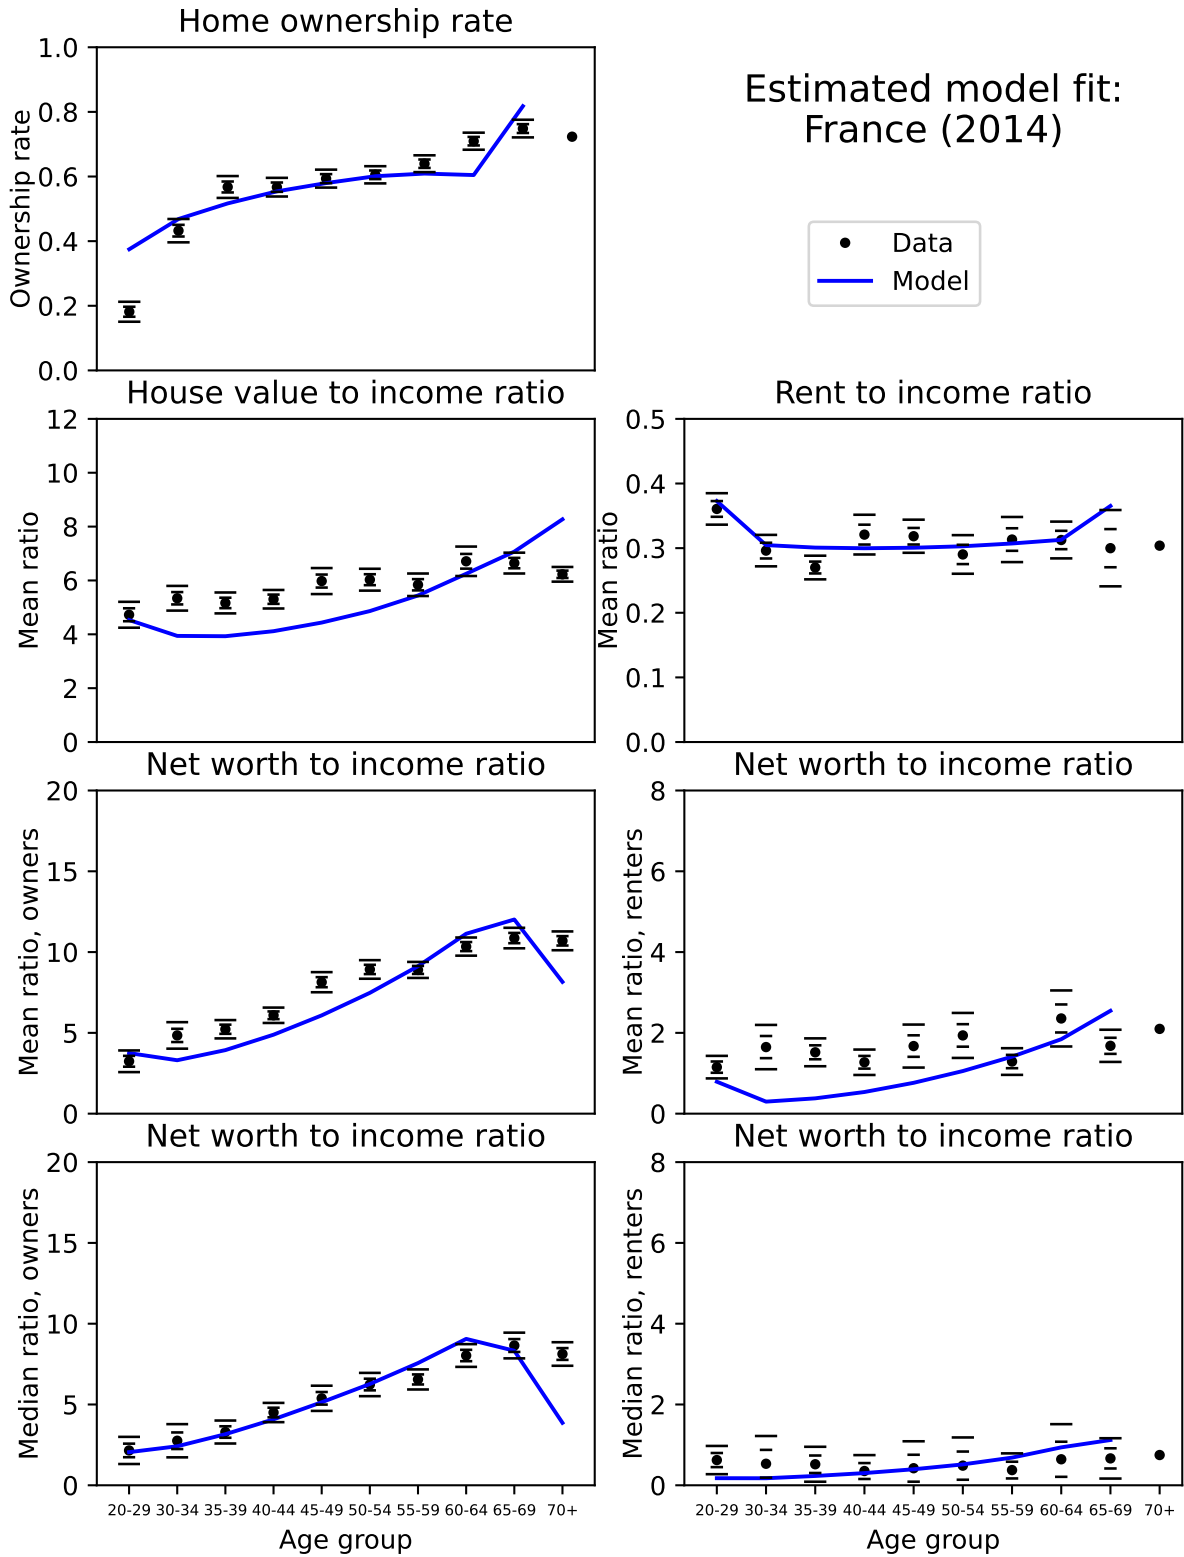 Home ownership rate
Estimated model fit:
France (2014)
1.0
0.8
0.6
0.4
0.2
0.0
Ownership rate
Data
Model
House value to income ratio
12
10
8
6
4
2
0
Mean ratio
Rent to income ratio
0.5
0.4
0.3
0.2
0.1
0.0
Mean ratio
Net worth to income ratio
20
15
10
5
0
Mean ratio, owners
Net worth to income ratio
8
6
4
2
0
Mean ratio, renters
Net worth to income ratio
20
15
10
5
0
Median ratio, owners
20-29 30-34 35-39 40-44 45-49 50-54 55-59 60-64 65-69 70+
Age group
Net worth to income ratio
8
6
4
2
0
Median ratio, renters
20-29 30-34 35-39 40-44 45-49 50-54 55-59 60-64 65-69 70+
Age group